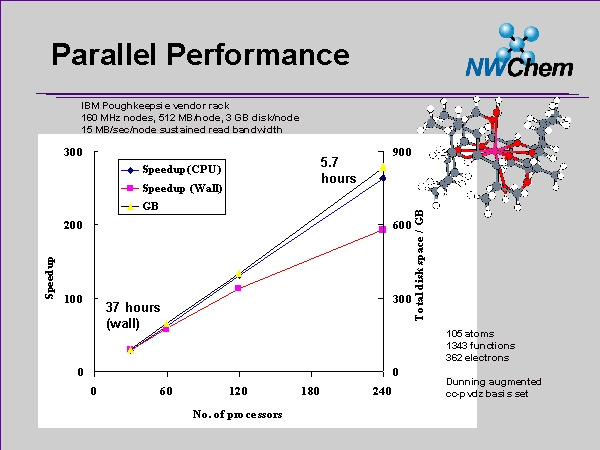 Parallel Performance
NWChem
IBM Poughkeepsie vendor rack
160 MHz nodes, 512 MB/node, 3 GB disk/node
15 MB/sec/node sustained read bandwidth
300
200
100
0
Speedup
Speedup (CPU)
Speedup (Wall)
GB
5.7
hours
37 hours
(wall)
900
600
300
0
Total disk space / GB
0
60
120
180
240
No. of processors
105 atoms
1343 functions
362 electrons
Dunning augmented
cc-pvdz basis set